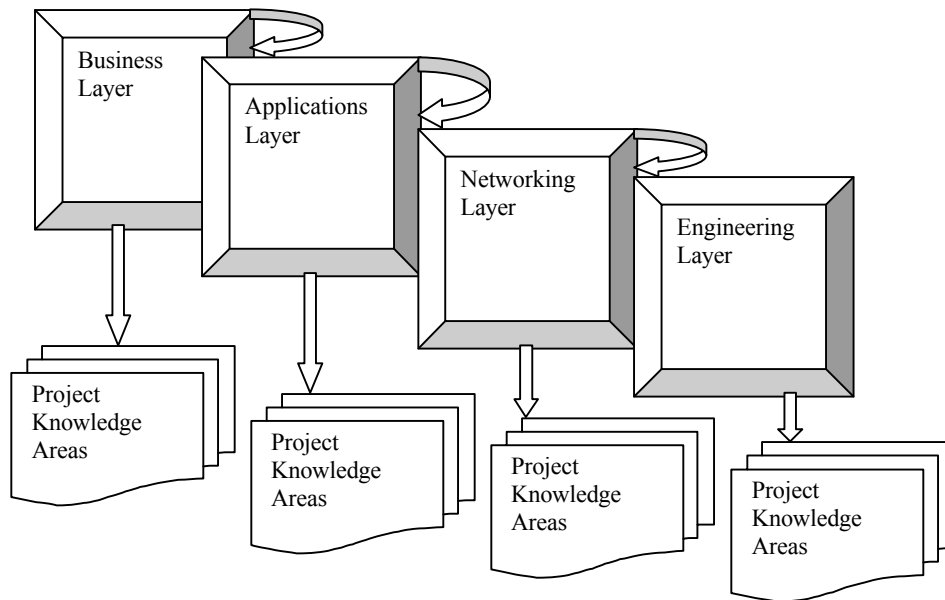 Business
Layer
Applications
Layer
Networking
Layer
Engineering
Layer
Project
Knowledge
Areas
Project
Knowledge
Areas
Project
Knowledge
Areas
Project
Knowledge
Areas